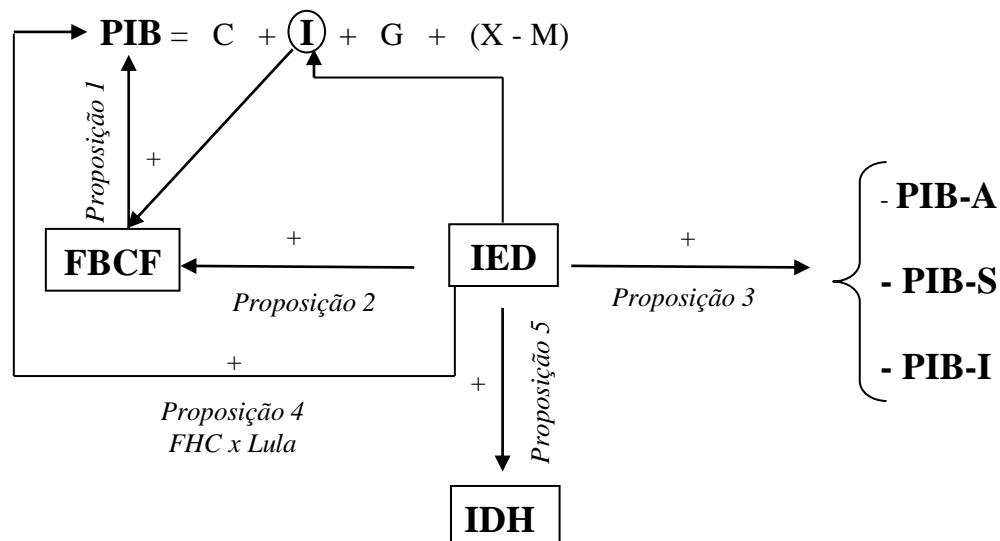 PIB = C + I + G + (X - M)
Proposição 1
+
FBCF
+
Proposição 2
IED
+
Proposição 3
- PIB-A
- PIB-S
- PIB-I
+
Proposição 4
FHC x Lula
+
Proposição 5
IDH